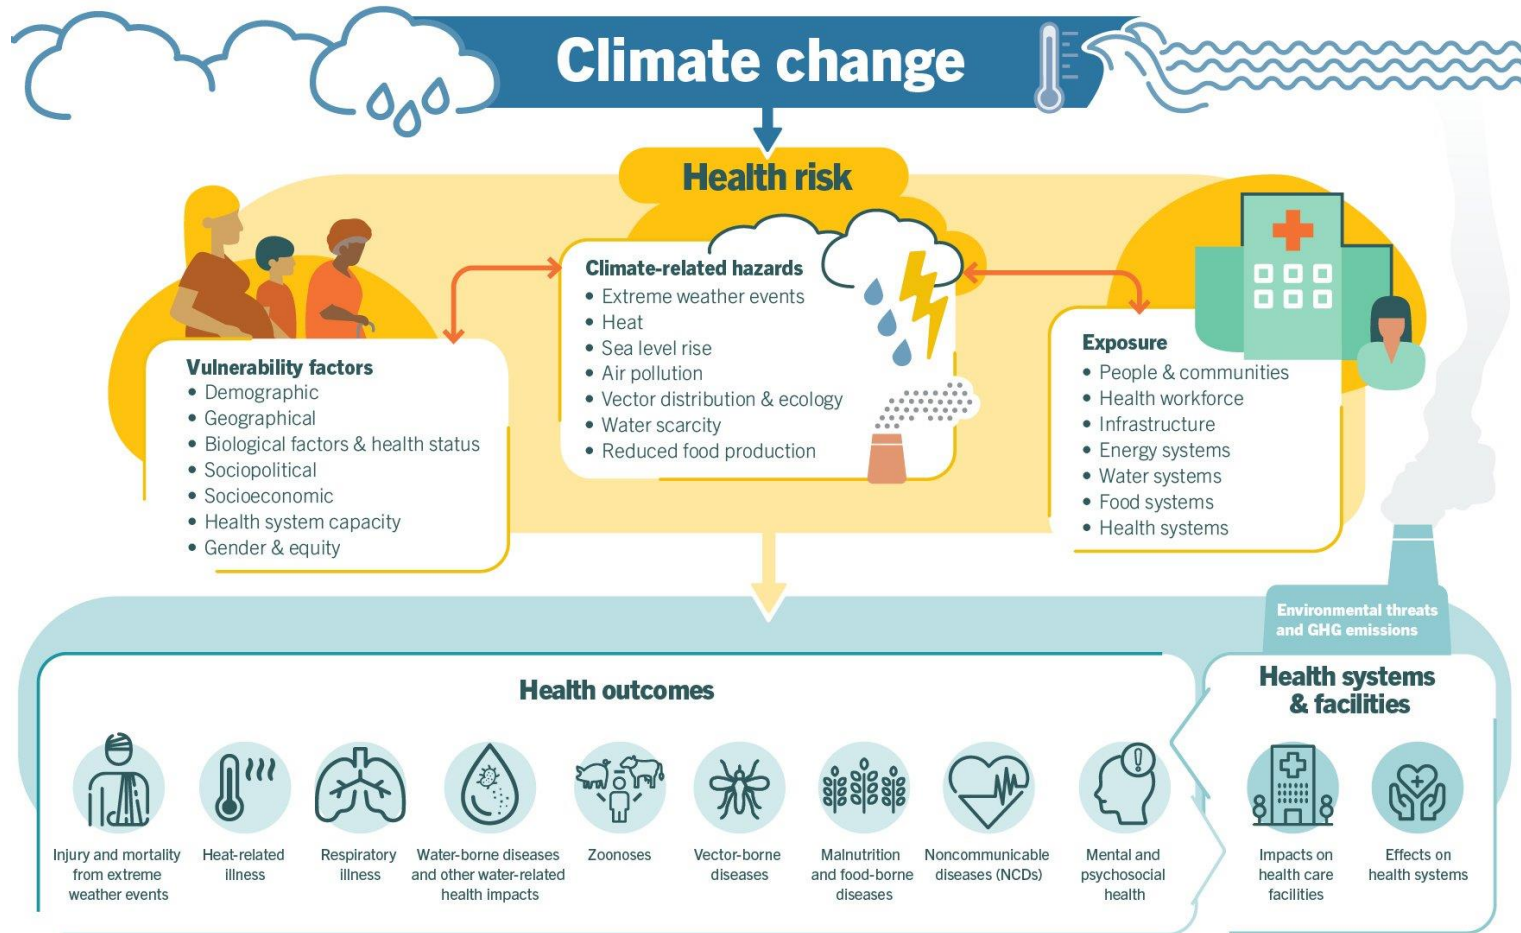 Climate change
Health risk
Climate-related hazards
• Extreme weather events
• Heat
• Sea level rise
• Air pollution
• Vector distribution & ecology
• Water scarcity
• Reduced food production
Vulnerability factors
• Demographic
• Geographical
• Biological factors & health status
• Sociopolitical
• Socioeconomic
• Health system capacity
• Gender & equity
Exposure
• People & communities
• Health workforce
• Infrastructure
• Energy systems
• Water systems
• Food systems
• Health systems
Environmental threats
and GHG emissions
Health outcomes
Injury and mortality
from extreme
weather events
Heat-related
illness
Respiratory
illness
Water-borne diseases
and other water-related
health impacts
Zoonoses
Vector-borne
diseases
Malnutrition
and food-borne
diseases
Noncommunicable
diseases (NCDs)
Mental and
psychosocial
health
Health systems
& facilities
Impacts on
health care
facilities
Effects on
health systems